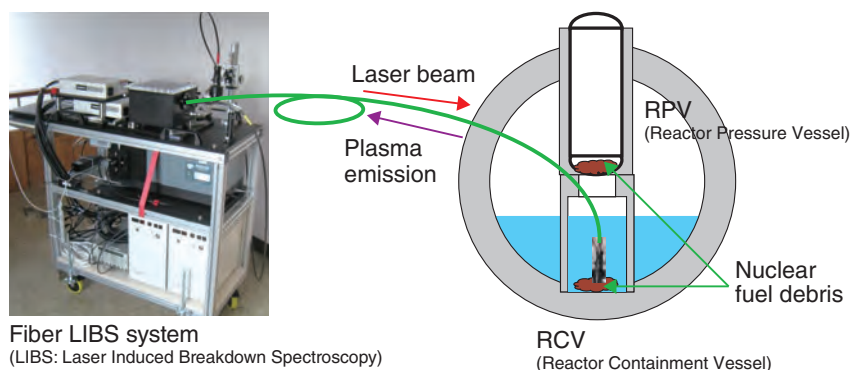 Laser beam
Plasma
emission
RPV
(Reactor Pressure Vessel)
Nuclear
fuel debris
Fiber LIBS system
(LIBS: Laser Induced Breakdown Spectroscopy)
RCV
(Reactor Containment Vessel)